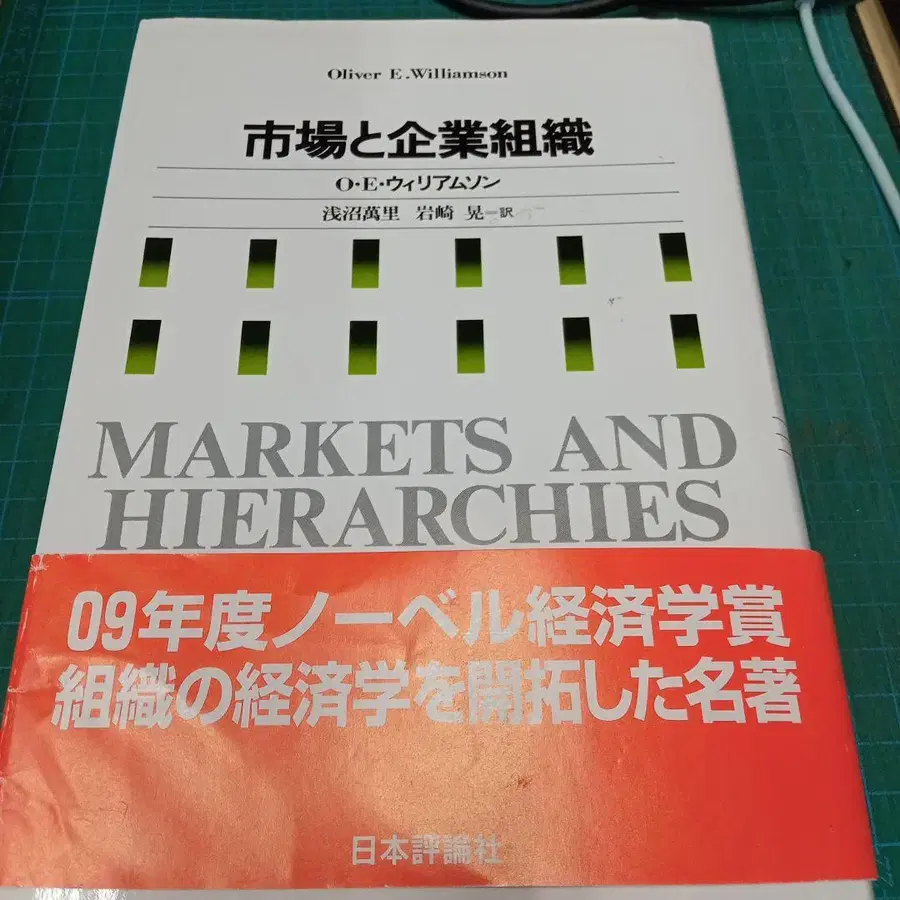 Oliver E.Williamson
市場と企業組織
O·E·ウィリアムソン
浅沼萬里 岩崎 晃―訳
MARKETS AND
HIERARCHIES
09年度ノーベル経済学賞
組織の経済学を開拓した名著
日本評論社